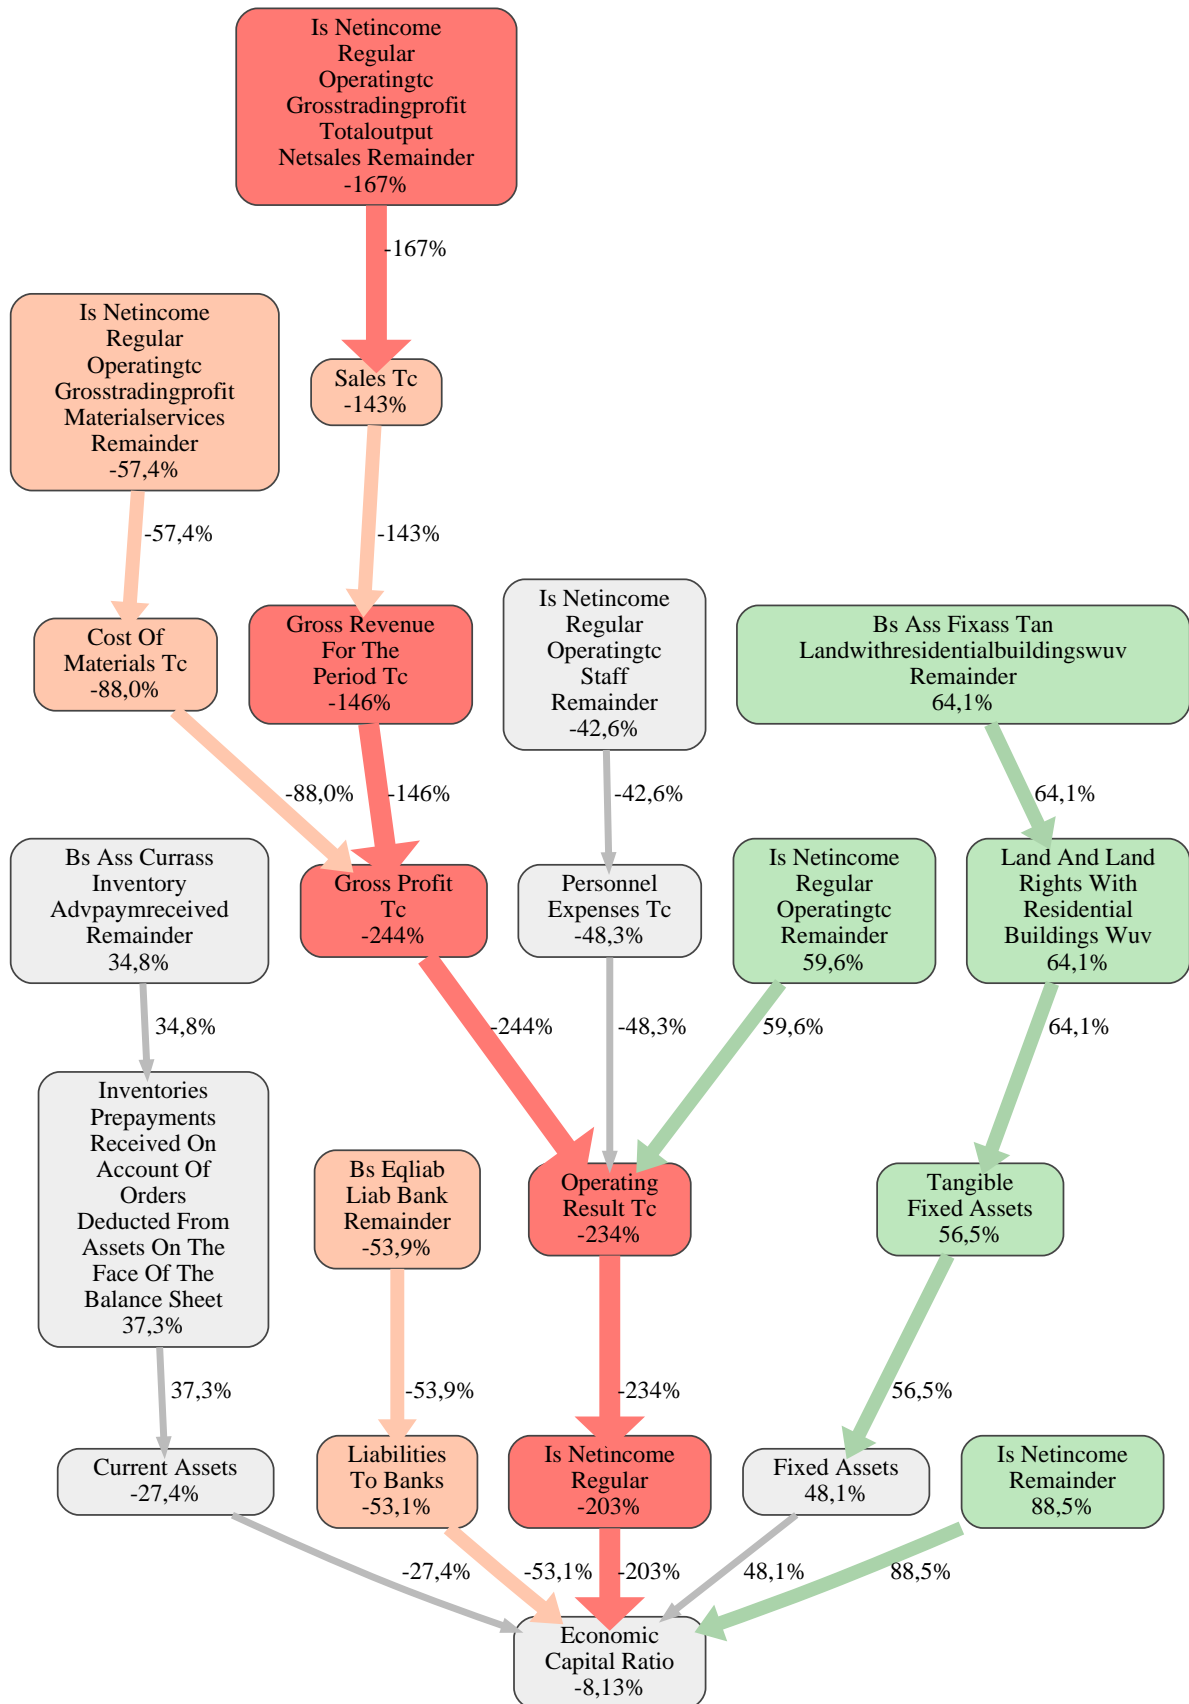 Is Netincome
Regular
Operatingtc
Grosstradingprofit
Totaloutput
Netsales Remainder
-167%
-167%
Is Netincome
Regular
Operatingtc
Grosstradingprofit
Materialservices
Remainder
-57,4%
Sales Tc
-143%
-57,4%
-143%
Cost Of
Materials Tc
-88,0%
Gross Revenue
For The
Period Tc
-146%
Is Netincome
Regular
Operatingtc
Staff
Remainder
-42,6%
Bs Ass Fixass Tan
Landwithresidentialbuildingswuv
Remainder
64,1%
-88,0%
-146%
-42,6%
64,1%
Bs Ass Currass
Inventory
Advpaymreceived
Remainder
34,8%
Gross Profit
Tc
-244%
Personnel
Expenses Tc
-48,3%
Is Netincome
Regular
Operatingtc
Remainder
59,6%
Land And Land
Rights With
Residential
Buildings Wuv
64,1%
34,8%
-244%
-48,3%
59,6%
64,1%
Inventories
Prepayments
Received On
Account Of
Orders
Deducted From
Assets On The
Face Of The
Balance Sheet
37,3%
Bs Eqliab
Liab Bank
Remainder
-53,9%
Operating
Result Tc
-234%
Tangible
Fixed Assets
56,5%
37,3%
-53,9%
-234%
56,5%
Current Assets
-27,4%
Liabilities
To Banks
-53,1%
Is Netincome
Regular
-203%
Fixed Assets
48,1%
Is Netincome
Remainder
88,5%
-27,4%
-53,1%
-203%
48,1%
88,5%
Economic
Capital Ratio
-8,13%